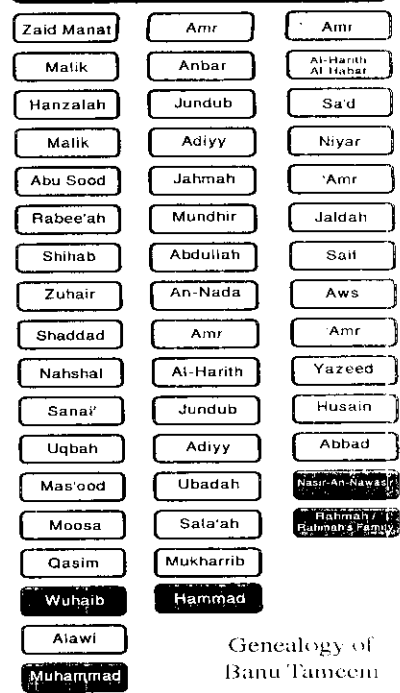 Zaid Manat
Malik
Hanzalah
Malik
Abu Sood
Rabee'ah
Shihab
Zuhair
Shaddad
Nahshal
Sanai'
Uqbah
Mas'ood
Moosa
Qasim
Wuhaib
Alawi
Muhammad
Amr
Anbar
Jundub
Adiyy
Jahmah
Mundhir
Abdullah
An-Nada
Amr
Al-Harith
Jundub
Adiyy
Ubadah
Sala'ah
Mukharrib
Hammad
Amr
Al-Harith
Al Habar
Sa'd
Niyar
'Amr
Jaldah
Saif
Aws
'Amr
Yazeed
Husain
Abbad
Nasir-An-Nawasir
Rahmah /
Rahmah's Family
Genealogy of
Banu Tameem